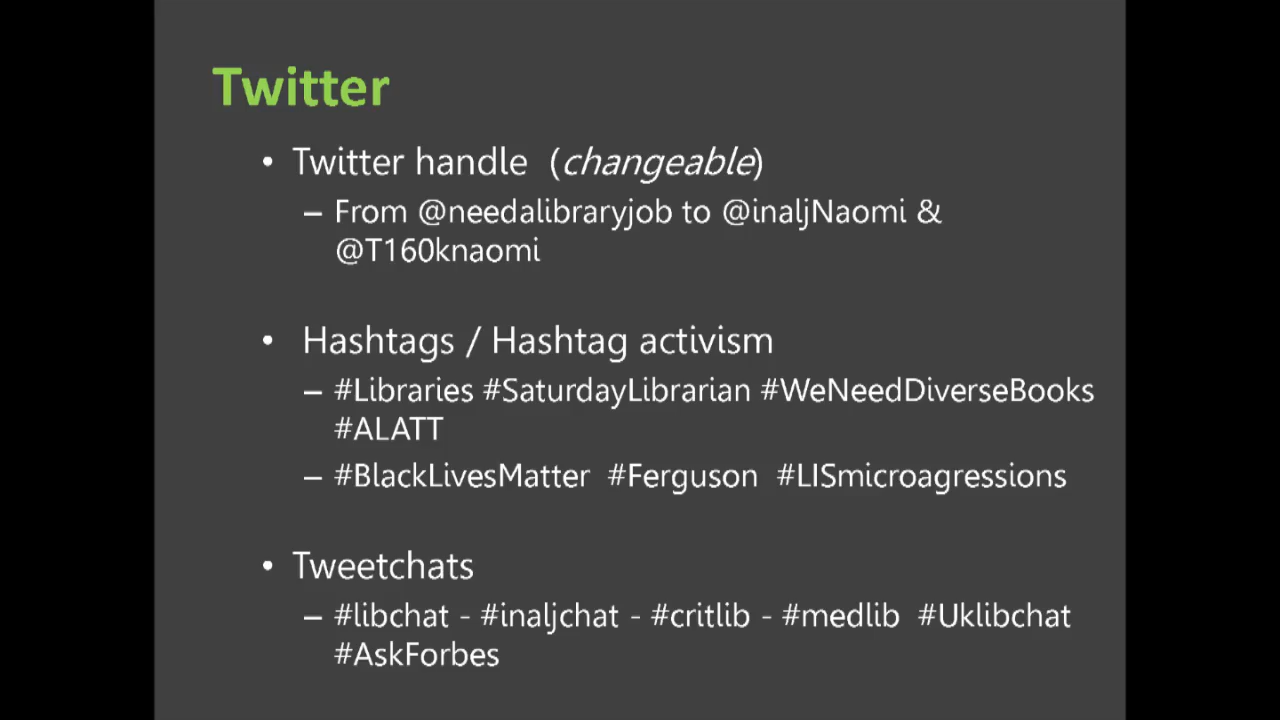 Twitter
• Twitter handle (changeable)
– From @needalibraryjob to @inaljNaomi &
@T160knaomi
• Hashtags / Hashtag activism
– #Libraries #SaturdayLibrarian #WeNeedDiverseBooks
#ALATT
– #BlackLivesMatter #Ferguson #LISmicroagressions
• Tweetchats
– #libchat - #inaljchat - #critlib - #medlib #Uklibchat
#AskForbes